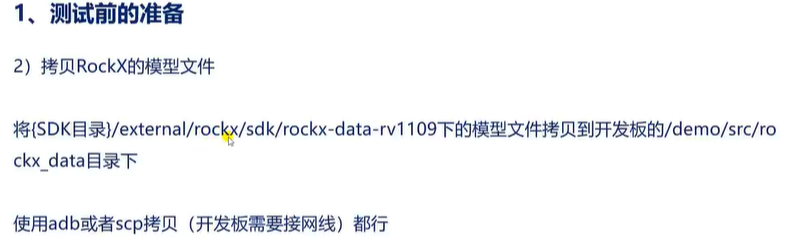 1、测试前的准备
2）拷贝RockX的模型文件
将{SDK目录}/external/rockx/sdk/rockx-data-rv1109下的模型文件拷贝到开发板的/demo/src/ro
ckx_data目录下
使用adb或者scp拷贝（开发板需要接网线）都行